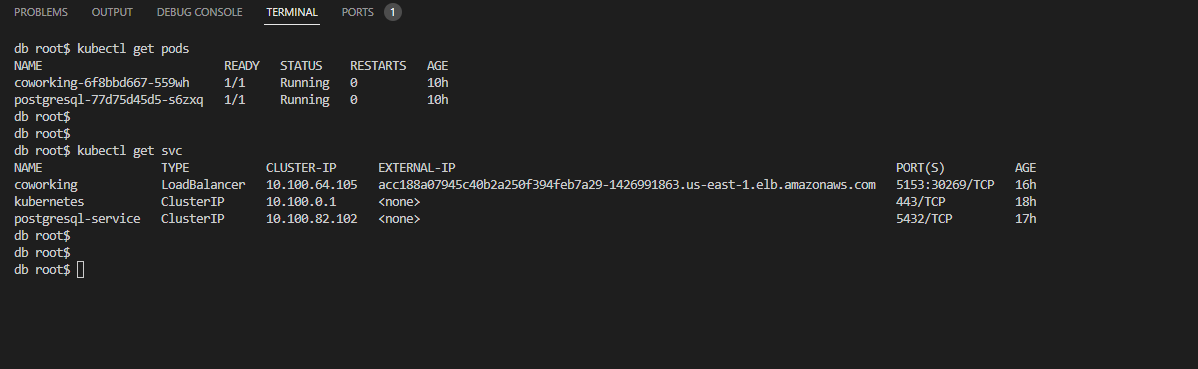 PROBLEMS OUTPUT DEBUG CONSOLE TERMINAL PORTS 1
db root$ kubectl get pods
NAME READY STATUS RESTARTS AGE
coworking-6f8bbd667-559wh 1/1 Running 0 10h
postgresql-77d75d45d5-s6zxq 1/1 Running 0 10h
db root$
db root$
db root$ kubectl get svc
NAME TYPE CLUSTER-IP EXTERNAL-IP PORT(S) AGE
coworking LoadBalancer 10.100.64.105 acc188a07945c40b2a250f394feb7a29-1426991863.us-east-1.elb.amazonaws.com 5153:30269/TCP 16h
kubernetes ClusterIP 10.100.0.1 <none> 443/TCP 18h
postgresql-service ClusterIP 10.100.82.102 <none> 5432/TCP 17h
db root$
db root$
db root$